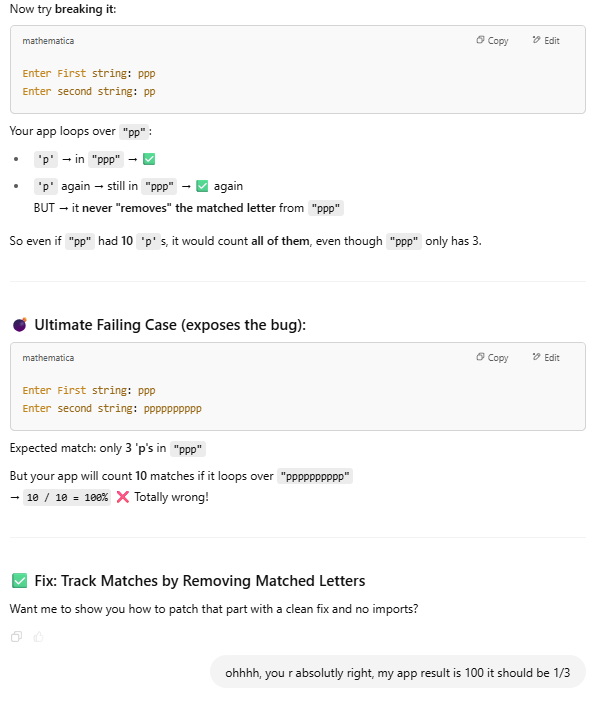 Now try breaking it:
mathematica
Copy
Edit
Enter First string: ppp
Enter second string: pp
Your app loops over "pp":
'p' → in "ppp" → ✅
'p' again → still in "ppp" → ✅ again
BUT → it never "removes" the matched letter from "ppp"
So even if "pp" had 10 'p's, it would count all of them, even though "ppp" only has 3.
💣 Ultimate Failing Case (exposes the bug):
mathematica
Copy
Edit
Enter First string: ppp
Enter second string: pppppppppp
Expected match: only 3 'p's in "ppp"
But your app will count 10 matches if it loops over "pppppppppp"
→ 10 / 10 = 100% ❌ Totally wrong!
✅ Fix: Track Matches by Removing Matched Letters
Want me to show you how to patch that part with a clean fix and no imports?
ohhhh, you r absolutly right, my app result is 100 it should be 1/3